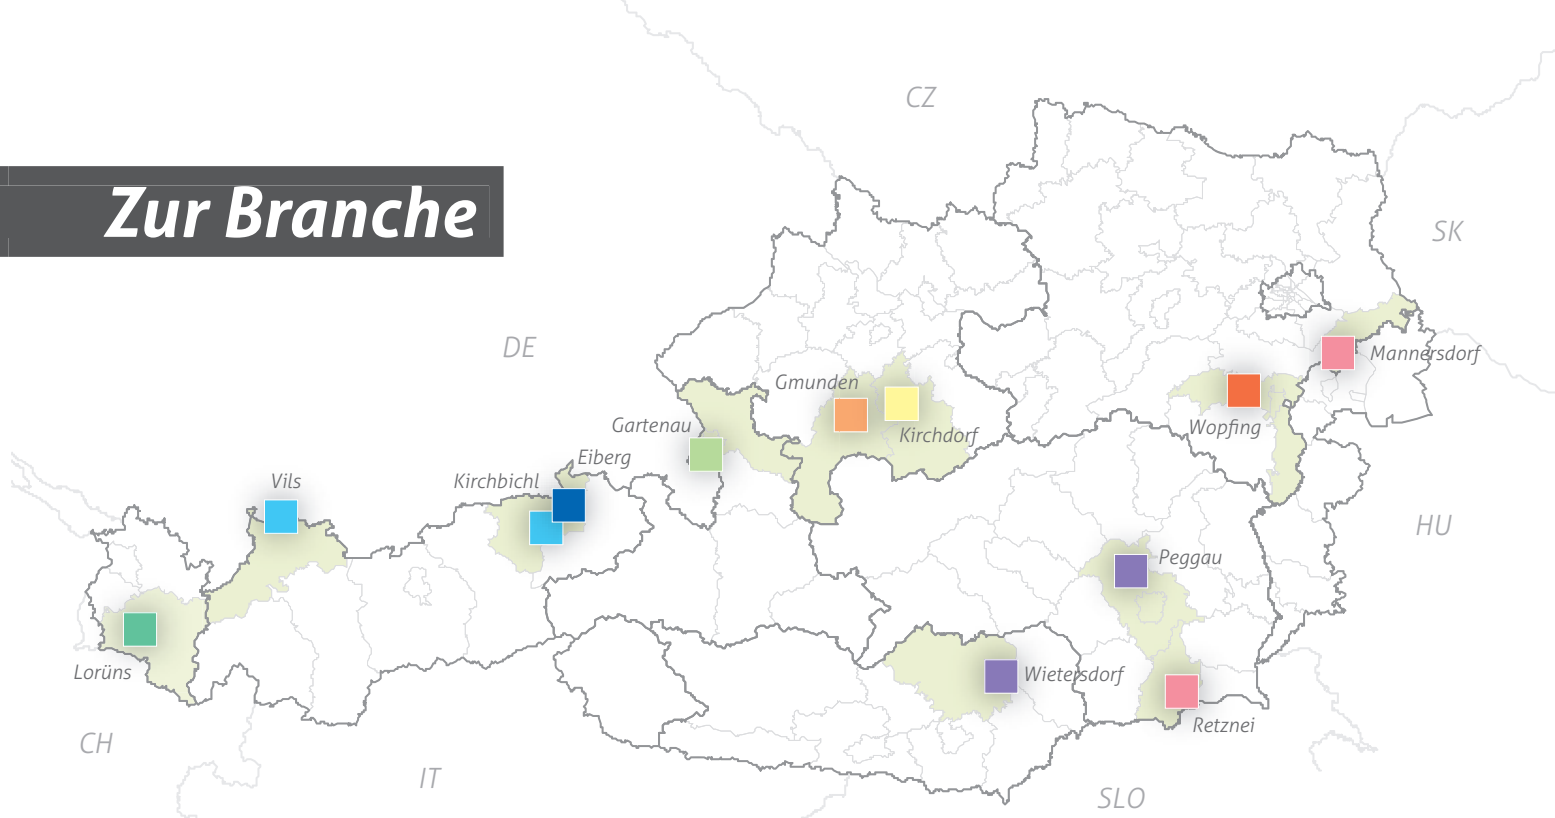 CZ
Zur Branche
SK
DE
Mannersdorf
Gmunden
Gartenau
Kirchdorf
Wopfing
Eiberg
Kirchbichl
Vils
HU
Peggau
Lorüns
Wietersdorf
Retznei
CH
IT
SLO